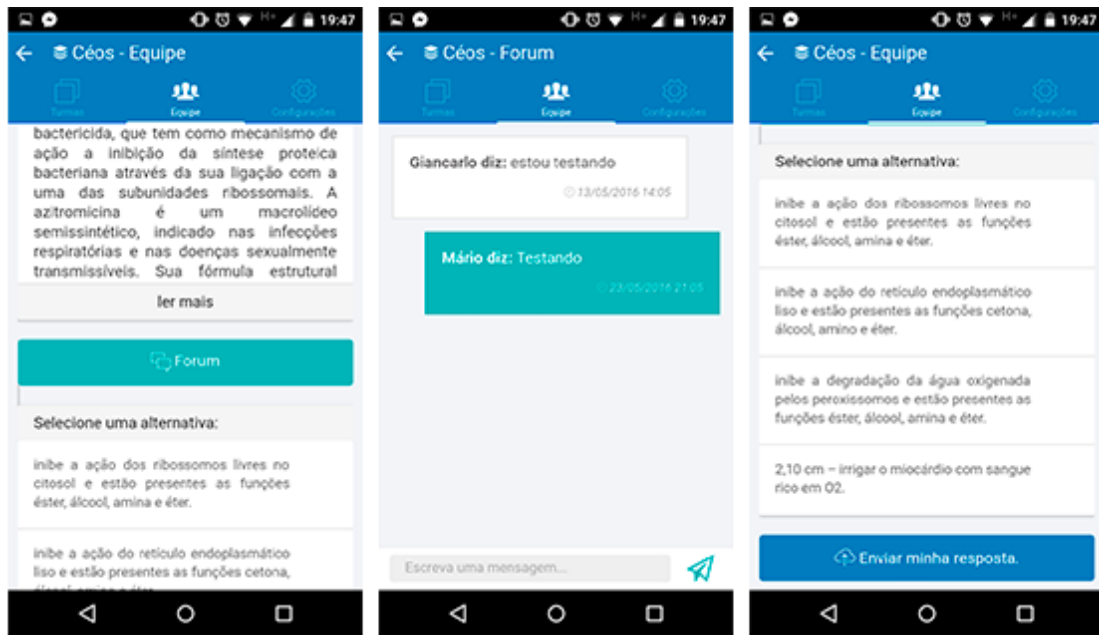 H+ 19:47
Céos - Equipe
Turmas Equipe Configurações
bactericida, que tem como mecanismo de
ação a inibição da síntese proteica
bacteriana através da sua ligação com a
uma das subunidades ribossomais. A
azitromicina é um macrolídeo
semissintético, indicado nas infecções
respiratórias e nas doenças sexualmente
transmissíveis. Sua fórmula estrutural
ler mais
Forum
Selecione uma alternativa:
inibe a ação dos ribossomos livres no
citosol e estão presentes as funções
éster, álcool, amina e éter.
inibe a ação do retículo endoplasmático
liso e estão presentes as funções cetona,
álcool, amino e éter.
H+ 19:47
Céos - Forum
Turmas Equipe Configurações
Giancarlo diz: estou testando
13/05/2016 14:05
Mário diz: Testando
23/05/2016 21:05
Escreva uma mensagem...
H+ 19:47
Céos - Equipe
Turmas Equipe Configurações
Selecione uma alternativa:
inibe a ação dos ribossomos livres no
citosol e estão presentes as funções
éster, álcool, amina e éter.
inibe a ação do retículo endoplasmático
liso e estão presentes as funções cetona,
álcool, amino e éter.
inibe a degradação da água oxigenada
pelos peroxissomos e estão presentes as
funções éster, álcool, amina e éter.
2,10 cm – irrigar o miocárdio com sangue
rico em O2.
Enviar minha resposta.